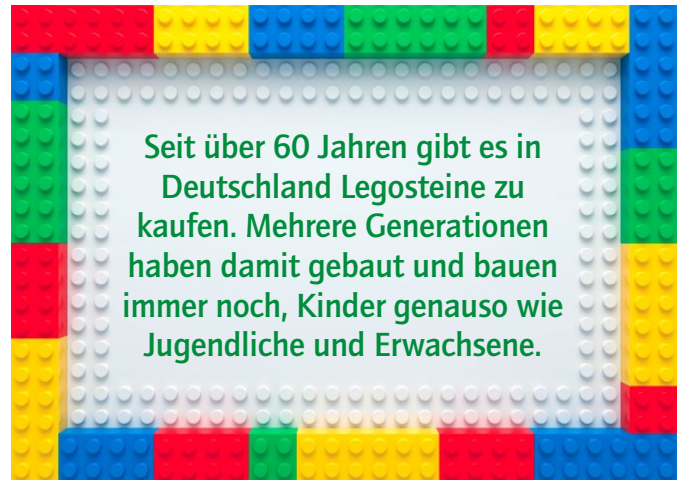 Seit über 60 Jahren gibt es in
Deutschland Legosteine zu
kaufen. Mehrere Generationen
haben damit gebaut und bauen
immer noch, Kinder genauso wie
Jugendliche und Erwachsene.